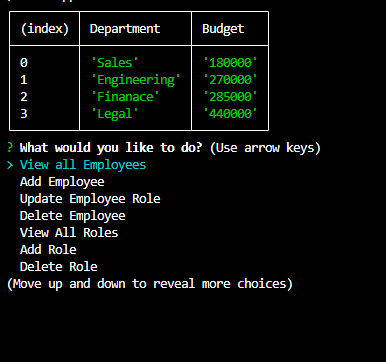 (index) Department Budget
0 'Sales' '180000'
1 'Engineering' '270000'
2 'Finanace' '285000'
3 'Legal' '440000'
? What would you like to do? (Use arrow keys)
> View all Employees
Add Employee
Update Employee Role
Delete Employee
View All Roles
Add Role
Delete Role
(Move up and down to reveal more choices)